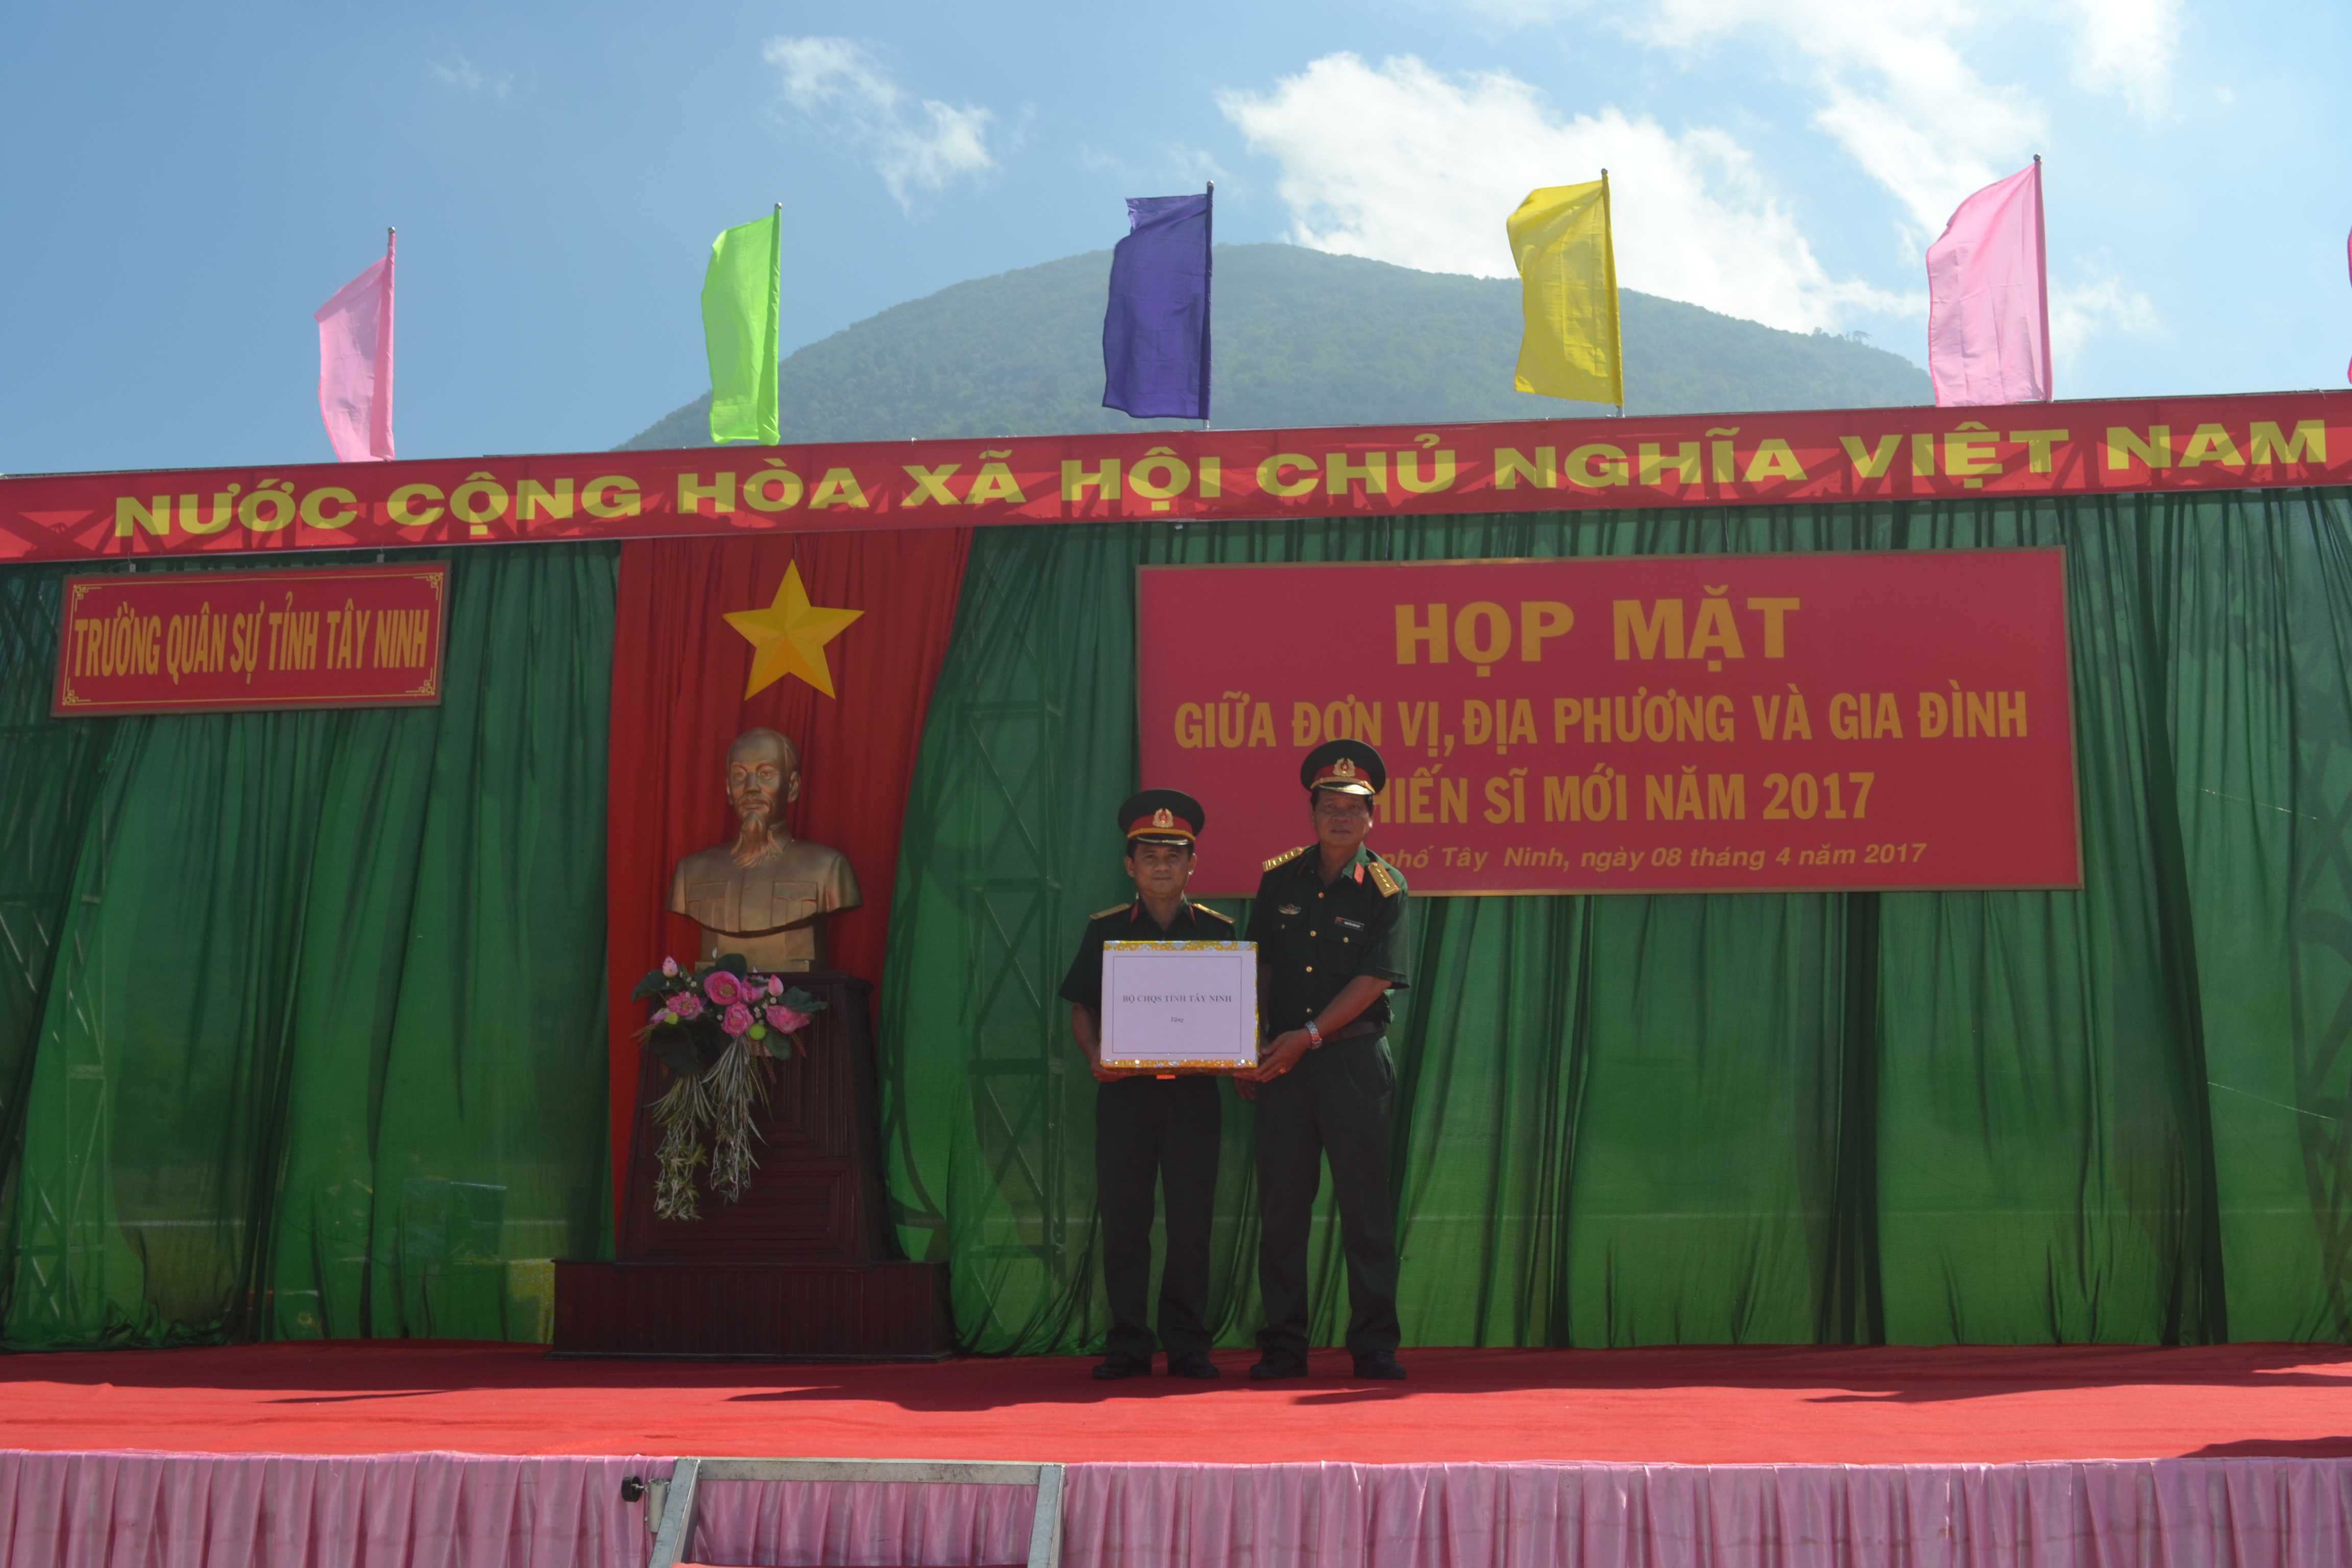 NƯỚC CỘNG HÒA XÃ HỘI CHỦ NGHĨA VIỆT NAM
TRƯỜNG QUÂN SỰ TỈNH TÂY NINH
HỌP MẶT
GIỮA ĐƠN VỊ, ĐỊA PHƯƠNG VÀ GIA ĐÌNH
HIẾN SĨ MỚI NĂM 2017
phố Tây Ninh, ngày 08 tháng 4 năm 2017
BỘ CHQS TỈNH TÂY NINH
Tặng